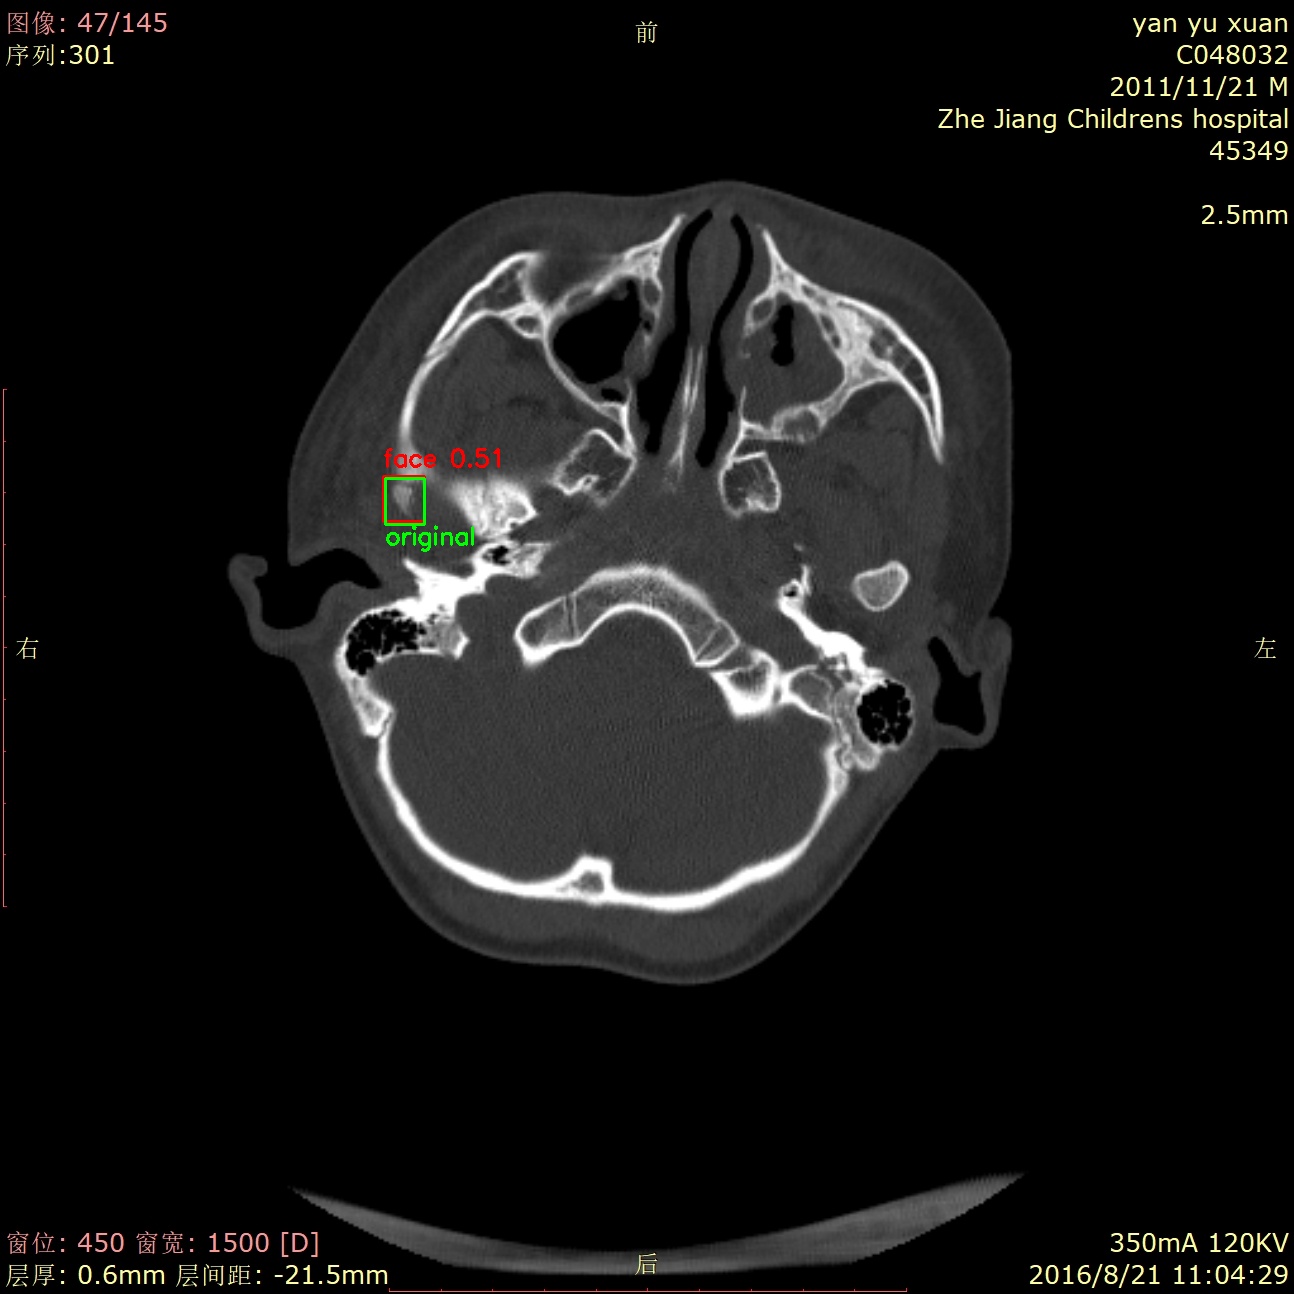 图像: 47/145
序列:301
前
yan yu xuan
C048032
2011/11/21 M
Zhe Jiang Childrens hospital
45349
2.5mm
face 0.51
original
右
左
窗位: 450 窗宽: 1500 [D]
层厚: 0.6mm 层间距: -21.5mm
后
350mA 120KV
2016/8/21 11:04:29